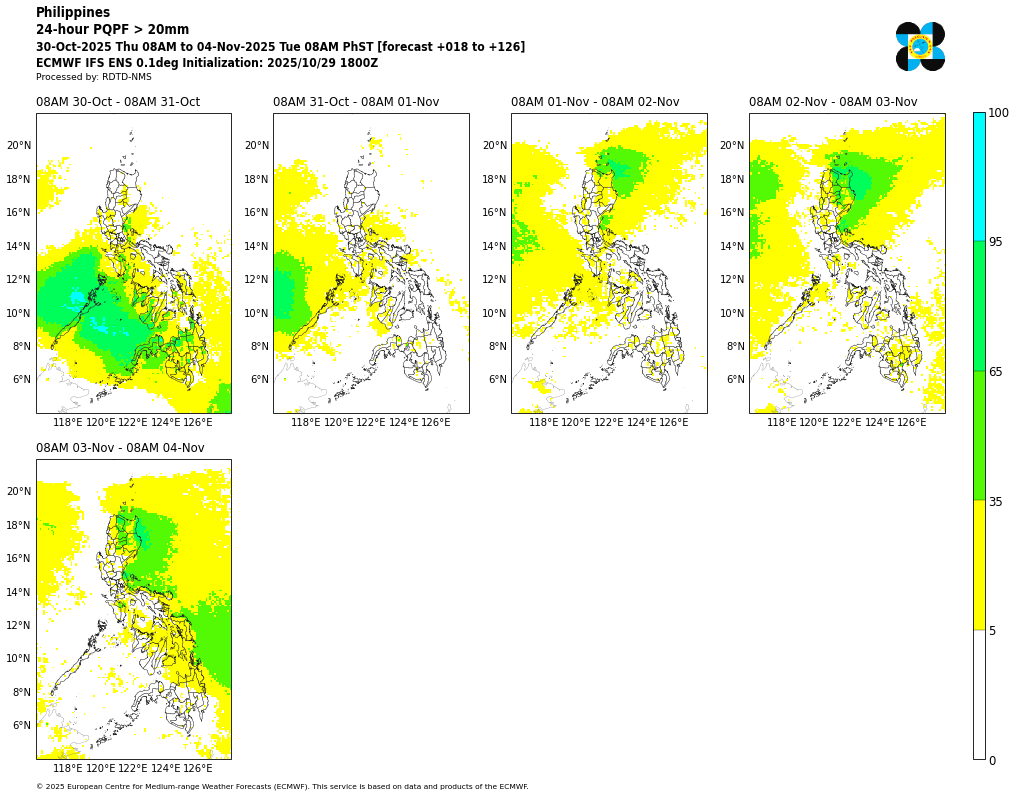 Philippines
24-hour PQPF > 20mm
30-Oct-2025 Thu 08AM to 04-Nov-2025 Tue 08AM PhST [forecast +018 to +126]
ECMWF IFS ENS 0.1deg Initialization: 2025/10/29 1800Z
Processed by: RDTD-NMS
08AM 30-Oct - 08AM 31-Oct
08AM 31-Oct - 08AM 01-Nov
08AM 01-Nov - 08AM 02-Nov
08AM 02-Nov - 08AM 03-Nov
20°N 20°N 20°N 20°N
18°N 18°N 18°N 18°N
16°N 16°N 16°N 16°N
14°N 14°N 14°N 14°N
12°N 12°N 12°N 12°N
10°N 10°N 10°N 10°N
8°N 8°N 8°N 8°N
6°N 6°N 6°N 6°N
118°E 120°E 122°E 124°E 126°E 118°E 120°E 122°E 124°E 126°E 118°E 120°E 122°E 124°E 126°E 118°E 120°E 122°E 124°E 126°E
100
95
65
35
5
0
08AM 03-Nov - 08AM 04-Nov
20°N
18°N
16°N
14°N
12°N
10°N
8°N
6°N
118°E 120°E 122°E 124°E 126°E
© 2025 European Centre for Medium-range Weather Forecasts (ECMWF). This service is based on data and products of the ECMWF.